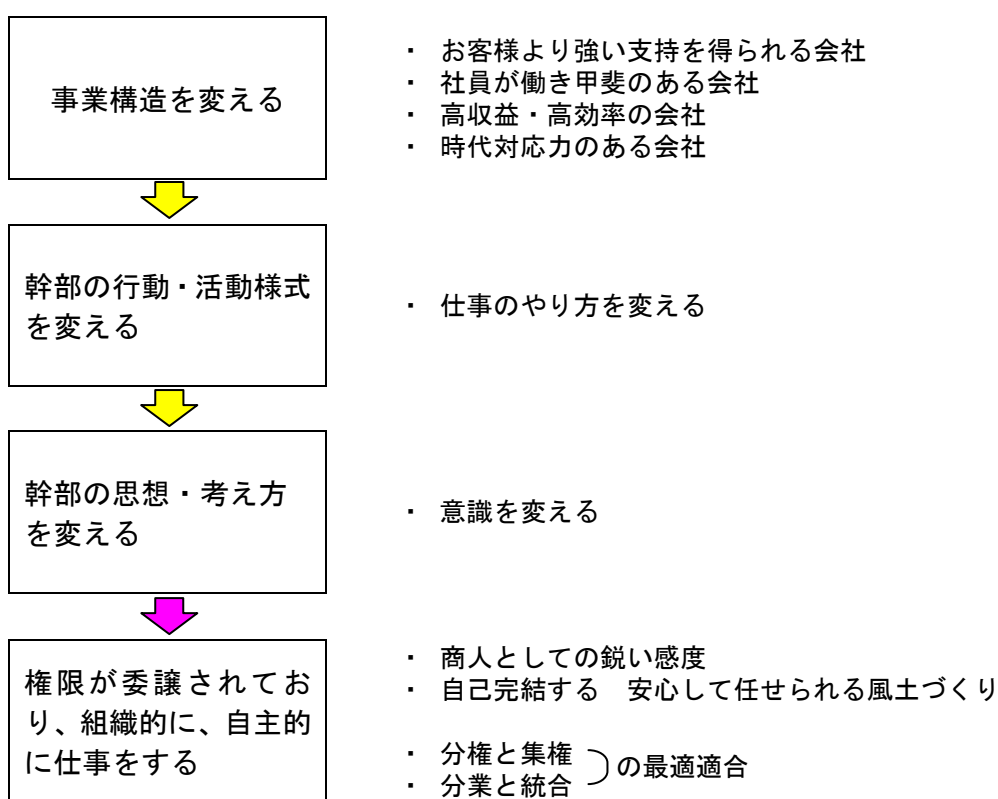 事業構造を変える
・ お客様より強い支持を得られる会社
・ 社員が働き甲斐のある会社
・ 高収益・高効率の会社
・ 時代対応力のある会社
幹部の行動・活動様式
を変える
・ 仕事のやり方を変える
幹部の思想・考え方
を変える
・ 意識を変える
権限が委譲されてお
り、組織的に、自主的
に仕事をする
・ 商人としての鋭い感度
・ 自己完結する　安心して任せられる風土づくり
・ 分権と集権
・ 分業と統合
の最適適合